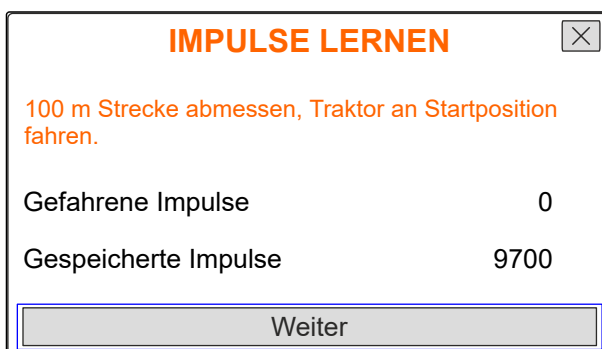 IMPULSE LERNEN
100 m Strecke abmessen, Traktor an Startposition
fahren.
Gefahrene Impulse 0
Gespeicherte Impulse 9700
Weiter